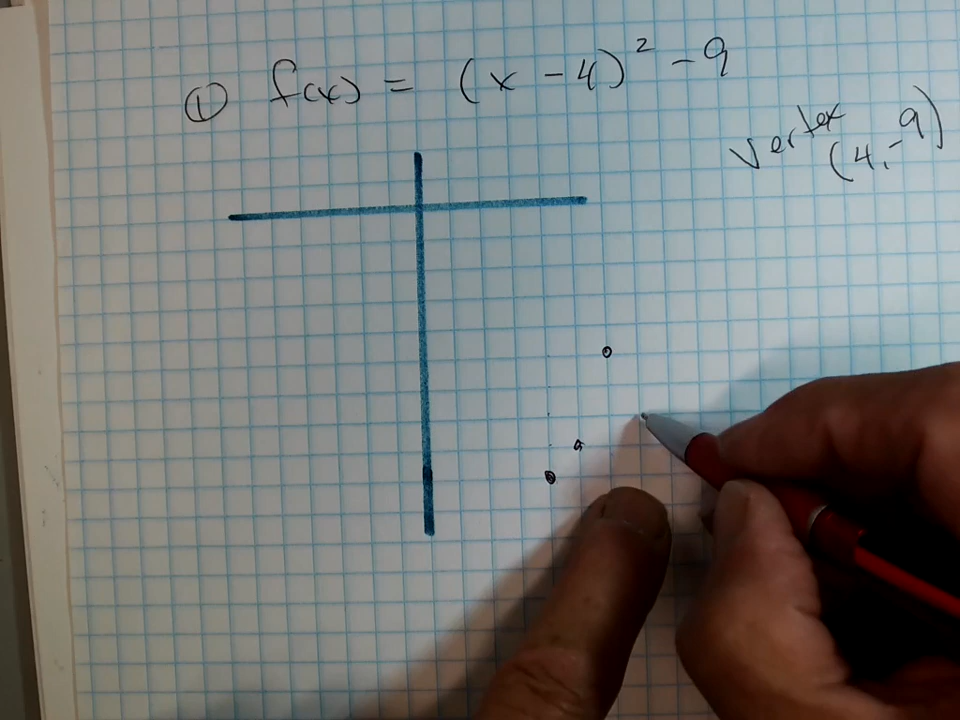 ① f(x) = (x - 4)² - 9
vertex
(4, -9)